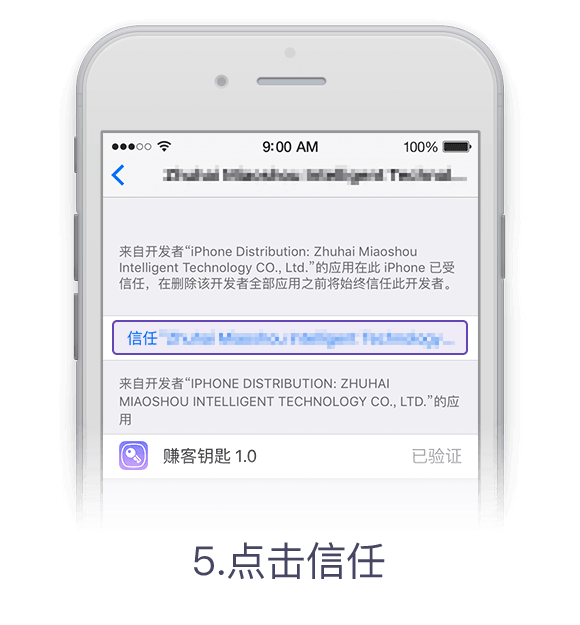 9:00 AM 100%
Zhuhai Miaoshou Intelligent Technol...
来自开发者“iPhone Distribution: Zhuhai Miaoshou
Intelligent Technology CO., Ltd.”的应用在此 iPhone 已受
信任，在删除该开发者全部应用之前将始终信任此开发者。
信任“Zhuhai Miaoshou Intelligent Technology...
来自开发者“IPHONE DISTRIBUTION: ZHUHAI
MIAOSHOU INTELLIGENT TECHNOLOGY CO., LTD.”的应
用
赚客钥匙 1.0 已验证
5.点击信任